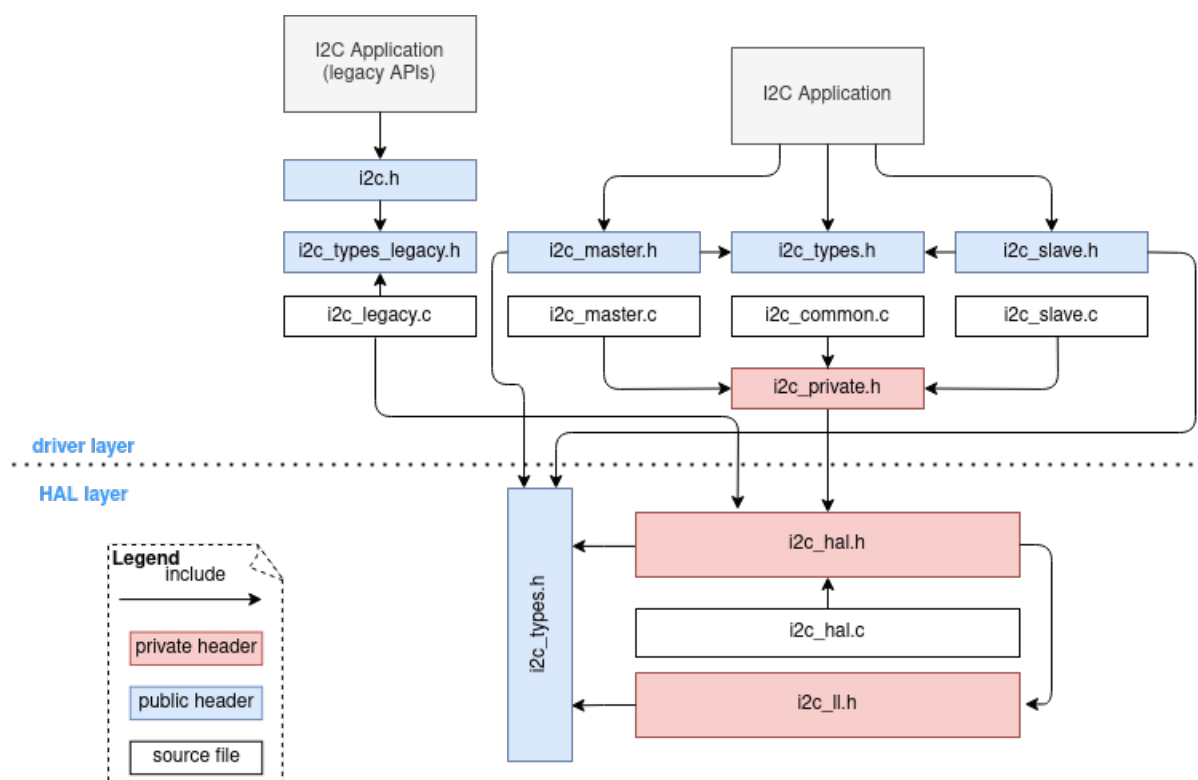 I2C Application
(legacy APIs)
I2C Application
i2c.h
i2c_types_legacy.h
i2c_master.h
i2c_types.h
i2c_slave.h
i2c_legacy.c
i2c_master.c
i2c_common.c
i2c_slave.c
i2c_private.h
driver layer
HAL layer
i2c_types.h
i2c_hal.h
i2c_hal.c
i2c_ll.h
Legend
include
private header
public header
source file